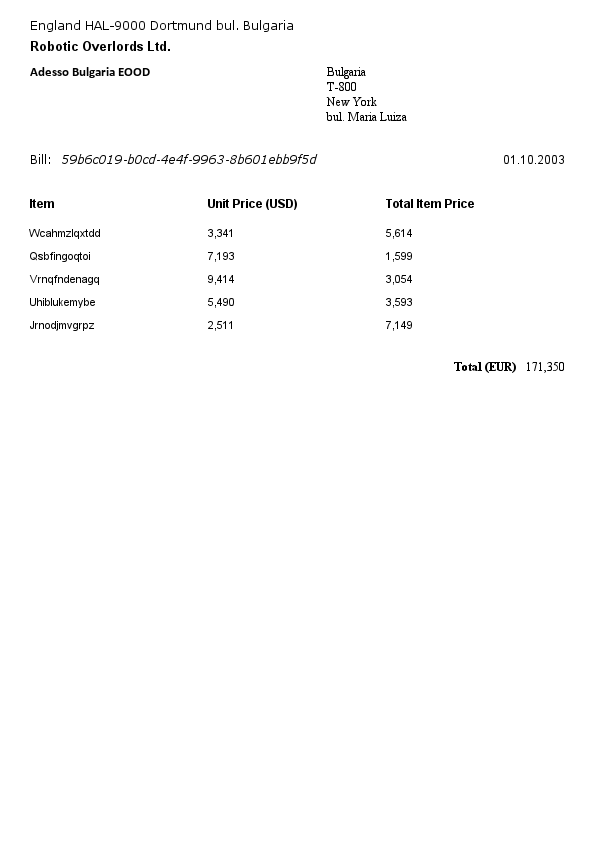 England HAL-9000 Dortmund bul. Bulgaria
Robotic Overlords Ltd.
Adesso Bulgaria EOOD
Bulgaria
T-800
New York
bul. Maria Luiza
Bill: 59b6c019-b0cd-4e4f-9963-8b601ebb9f5d 01.10.2003
Item Unit Price (USD) Total Item Price
Wcahmzlqxtdd 3,341 5,614
Qsbfingoqtoi 7,193 1,599
Vrnqfndenagq 9,414 3,054
Uhiblukemybe 5,490 3,593
Jrnodjmvgrpz 2,511 7,149
Total (EUR) 171,350